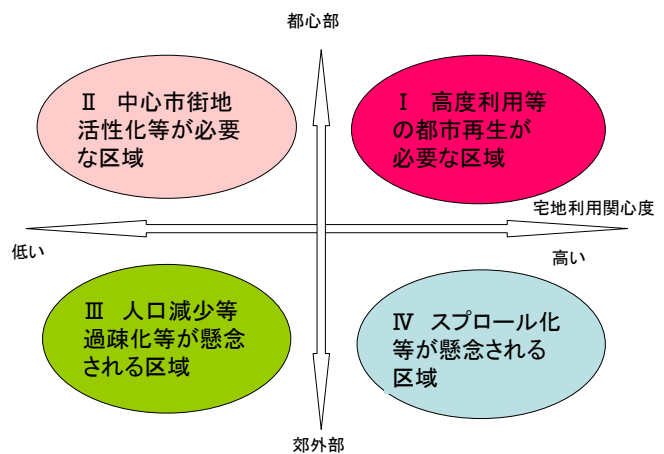 都心部
Ⅱ 中心市街地
活性化等が必要
な区域
Ⅰ 高度利用等
の都市再生が
必要な区域
宅地利用関心度
低い
高い
Ⅲ 人口減少等
過疎化等が懸念
される区域
Ⅳ スプロール化
等が懸念される
区域
郊外部